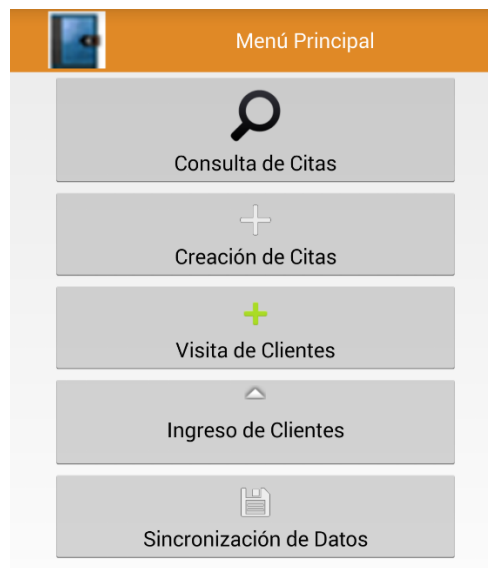 Menú Principal
Consulta de Citas
Creación de Citas
Visita de Clientes
Ingreso de Clientes
Sincronización de Datos